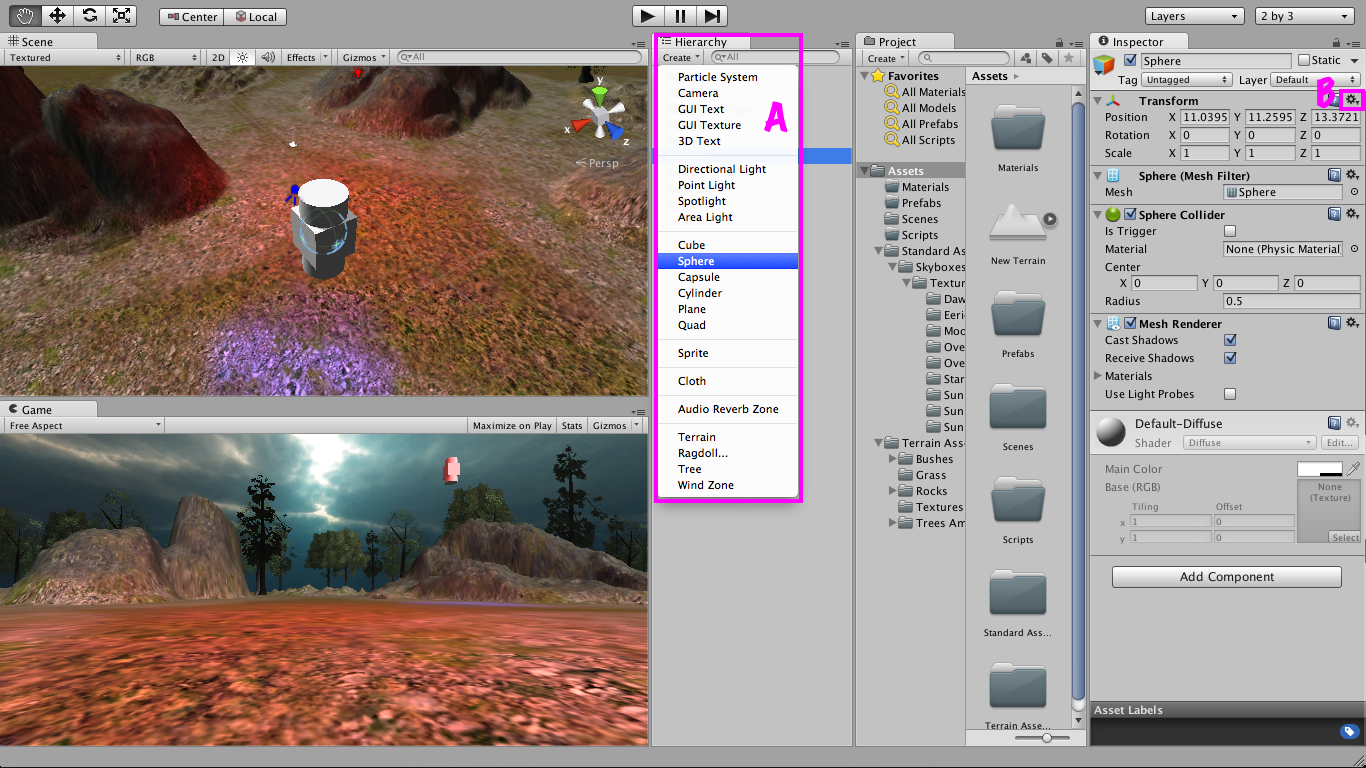 Center
Local
Layers
2 by 3
Scene
Textured
RGB
2D
Effects
Gizmos
All
y
x
z
Persp
Game
Free Aspect
Maximize on Play
Stats
Gizmos
Hierarchy
Create
All
Particle System
Camera
GUI Text
GUI Texture
3D Text
A
Directional Light
Point Light
Spotlight
Area Light
Cube
Sphere
Capsule
Cylinder
Plane
Quad
Sprite
Cloth
Audio Reverb Zone
Terrain
Ragdoll...
Tree
Wind Zone
Project
Create
Favorites
All Materials
All Models
All Prefabs
All Scripts
Assets
Materials
Prefabs
Scenes
Scripts
Standard As
Skyboxes
Textur
Daw
Eeri
Moo
Ove
Ove
Star
Sun
Sun
Sun
Terrain Asse
Bushes
Grass
Rocks
Textures
Trees Am
Assets
Materials
New Terrain
Prefabs
Scenes
Scripts
Standard Ass...
Terrain Asse...
Inspector
Sphere
Static
Tag Untagged Layer Default
B
Transform
Position X 11.0395 Y 11.2595 Z 13.3721
Rotation X 0 Y 0 Z 0
Scale X 1 Y 1 Z 1
Sphere (Mesh Filter)
Mesh Sphere
Sphere Collider
Is Trigger
Material None (Physic Material
Center
X 0 Y 0 Z 0
Radius 0.5
Mesh Renderer
Cast Shadows
Receive Shadows
Materials
Use Light Probes
Default-Diffuse
Shader Diffuse Edit...
Main Color
Base (RGB)
None
(Texture)
Tiling Offset
x 1 0
y 1 0
Select
Add Component
Asset Labels